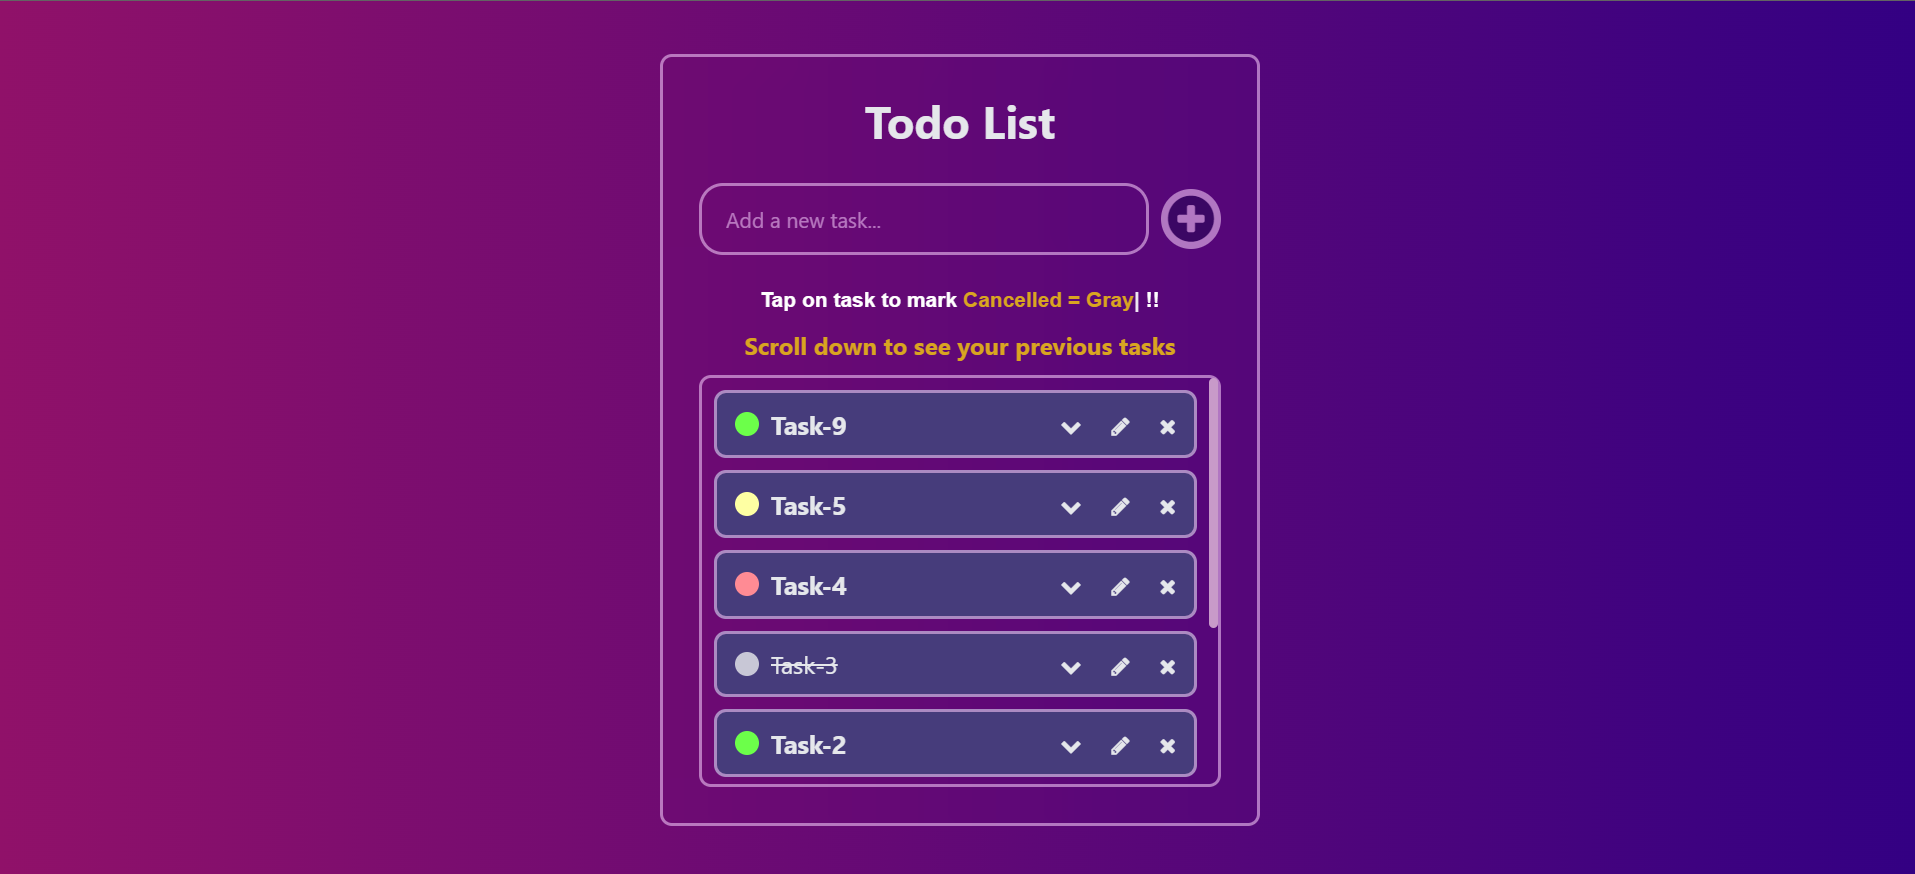 Todo List
Add a new task...
Tap on task to mark Cancelled = Gray| !!
Scroll down to see your previous tasks
Task-9
Task-5
Task-4
Task-3
Task-2